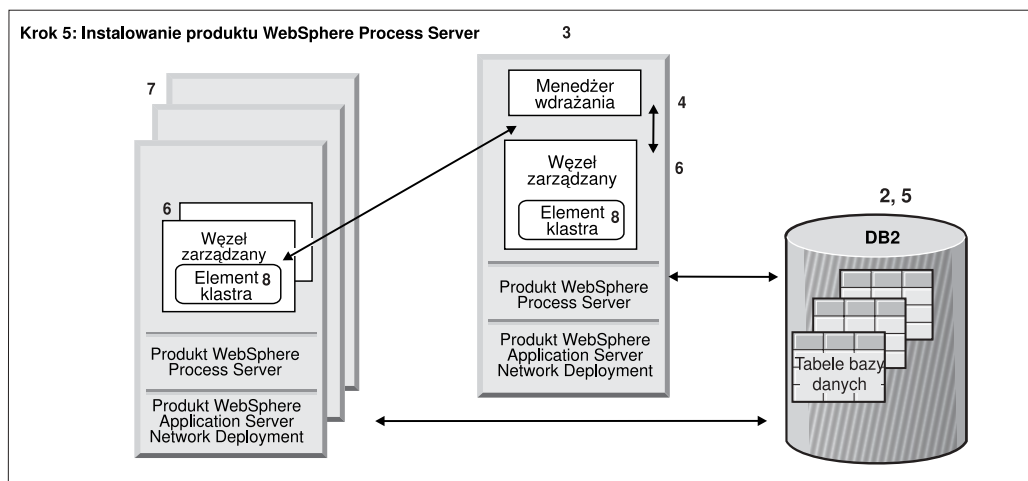 Krok 5: Instalowanie produktu WebSphere Process Server
3
7
Menedżer
wdrażania
4
Węzeł
zarządzany
6
Element
klastra
8
Produkt WebSphere
Process Server
Produkt WebSphere
Application Server
Network Deployment
6
Węzeł
zarządzany
Element
klastra
8
Produkt WebSphere
Process Server
Produkt WebSphere
Application Server
Network Deployment
2, 5
DB2
Tabele bazy
danych